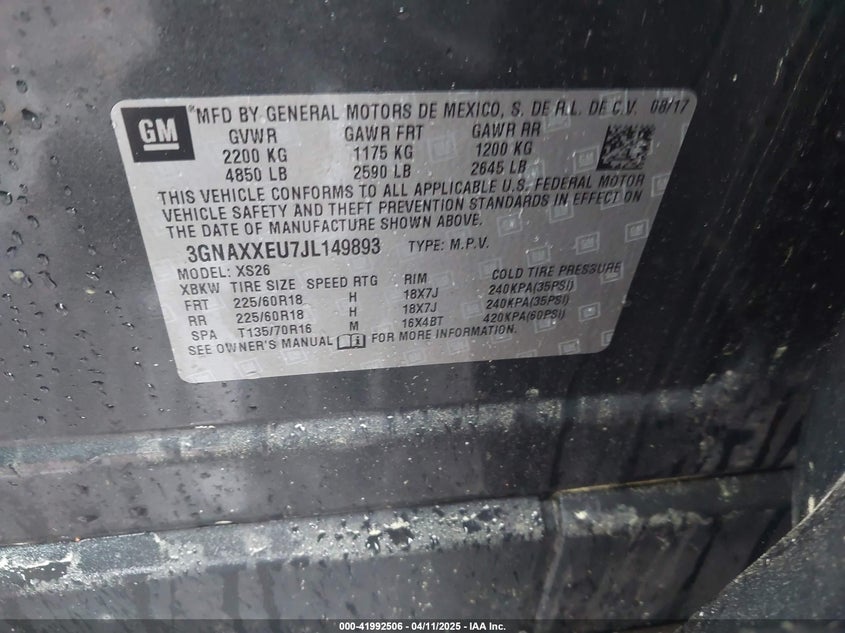 GM
®MFD BY GENERAL MOTORS DE MEXICO, S. DE R.L. DE C.V. 08/17
GVWR GAWR FRT GAWR RR
2200 KG 1175 KG 1200 KG
4850 LB 2590 LB 2645 LB
THIS VEHICLE CONFORMS TO ALL APPLICABLE U.S. FEDERAL MOTOR
VEHICLE SAFETY AND THEFT PREVENTION STANDARDS IN EFFECT ON
THE DATE OF MANUFACTURE SHOWN ABOVE.
3GNAXXEU7JL149893 TYPE: M.P.V.
MODEL: XS26
XBKW TIRE SIZE SPEED RTG RIM COLD TIRE PRESSURE
FRT 225/60R18 H 18X7J 240KPA(35PSI)
RR 225/60R18 H 18X7J 240KPA(35PSI)
SPA T135/70R16 M 16X4BT 420KPA(60PSI)
SEE OWNER'S MANUAL FOR MORE INFORMATION.
000-41992506 - 04/11/2025 - IAA Inc.